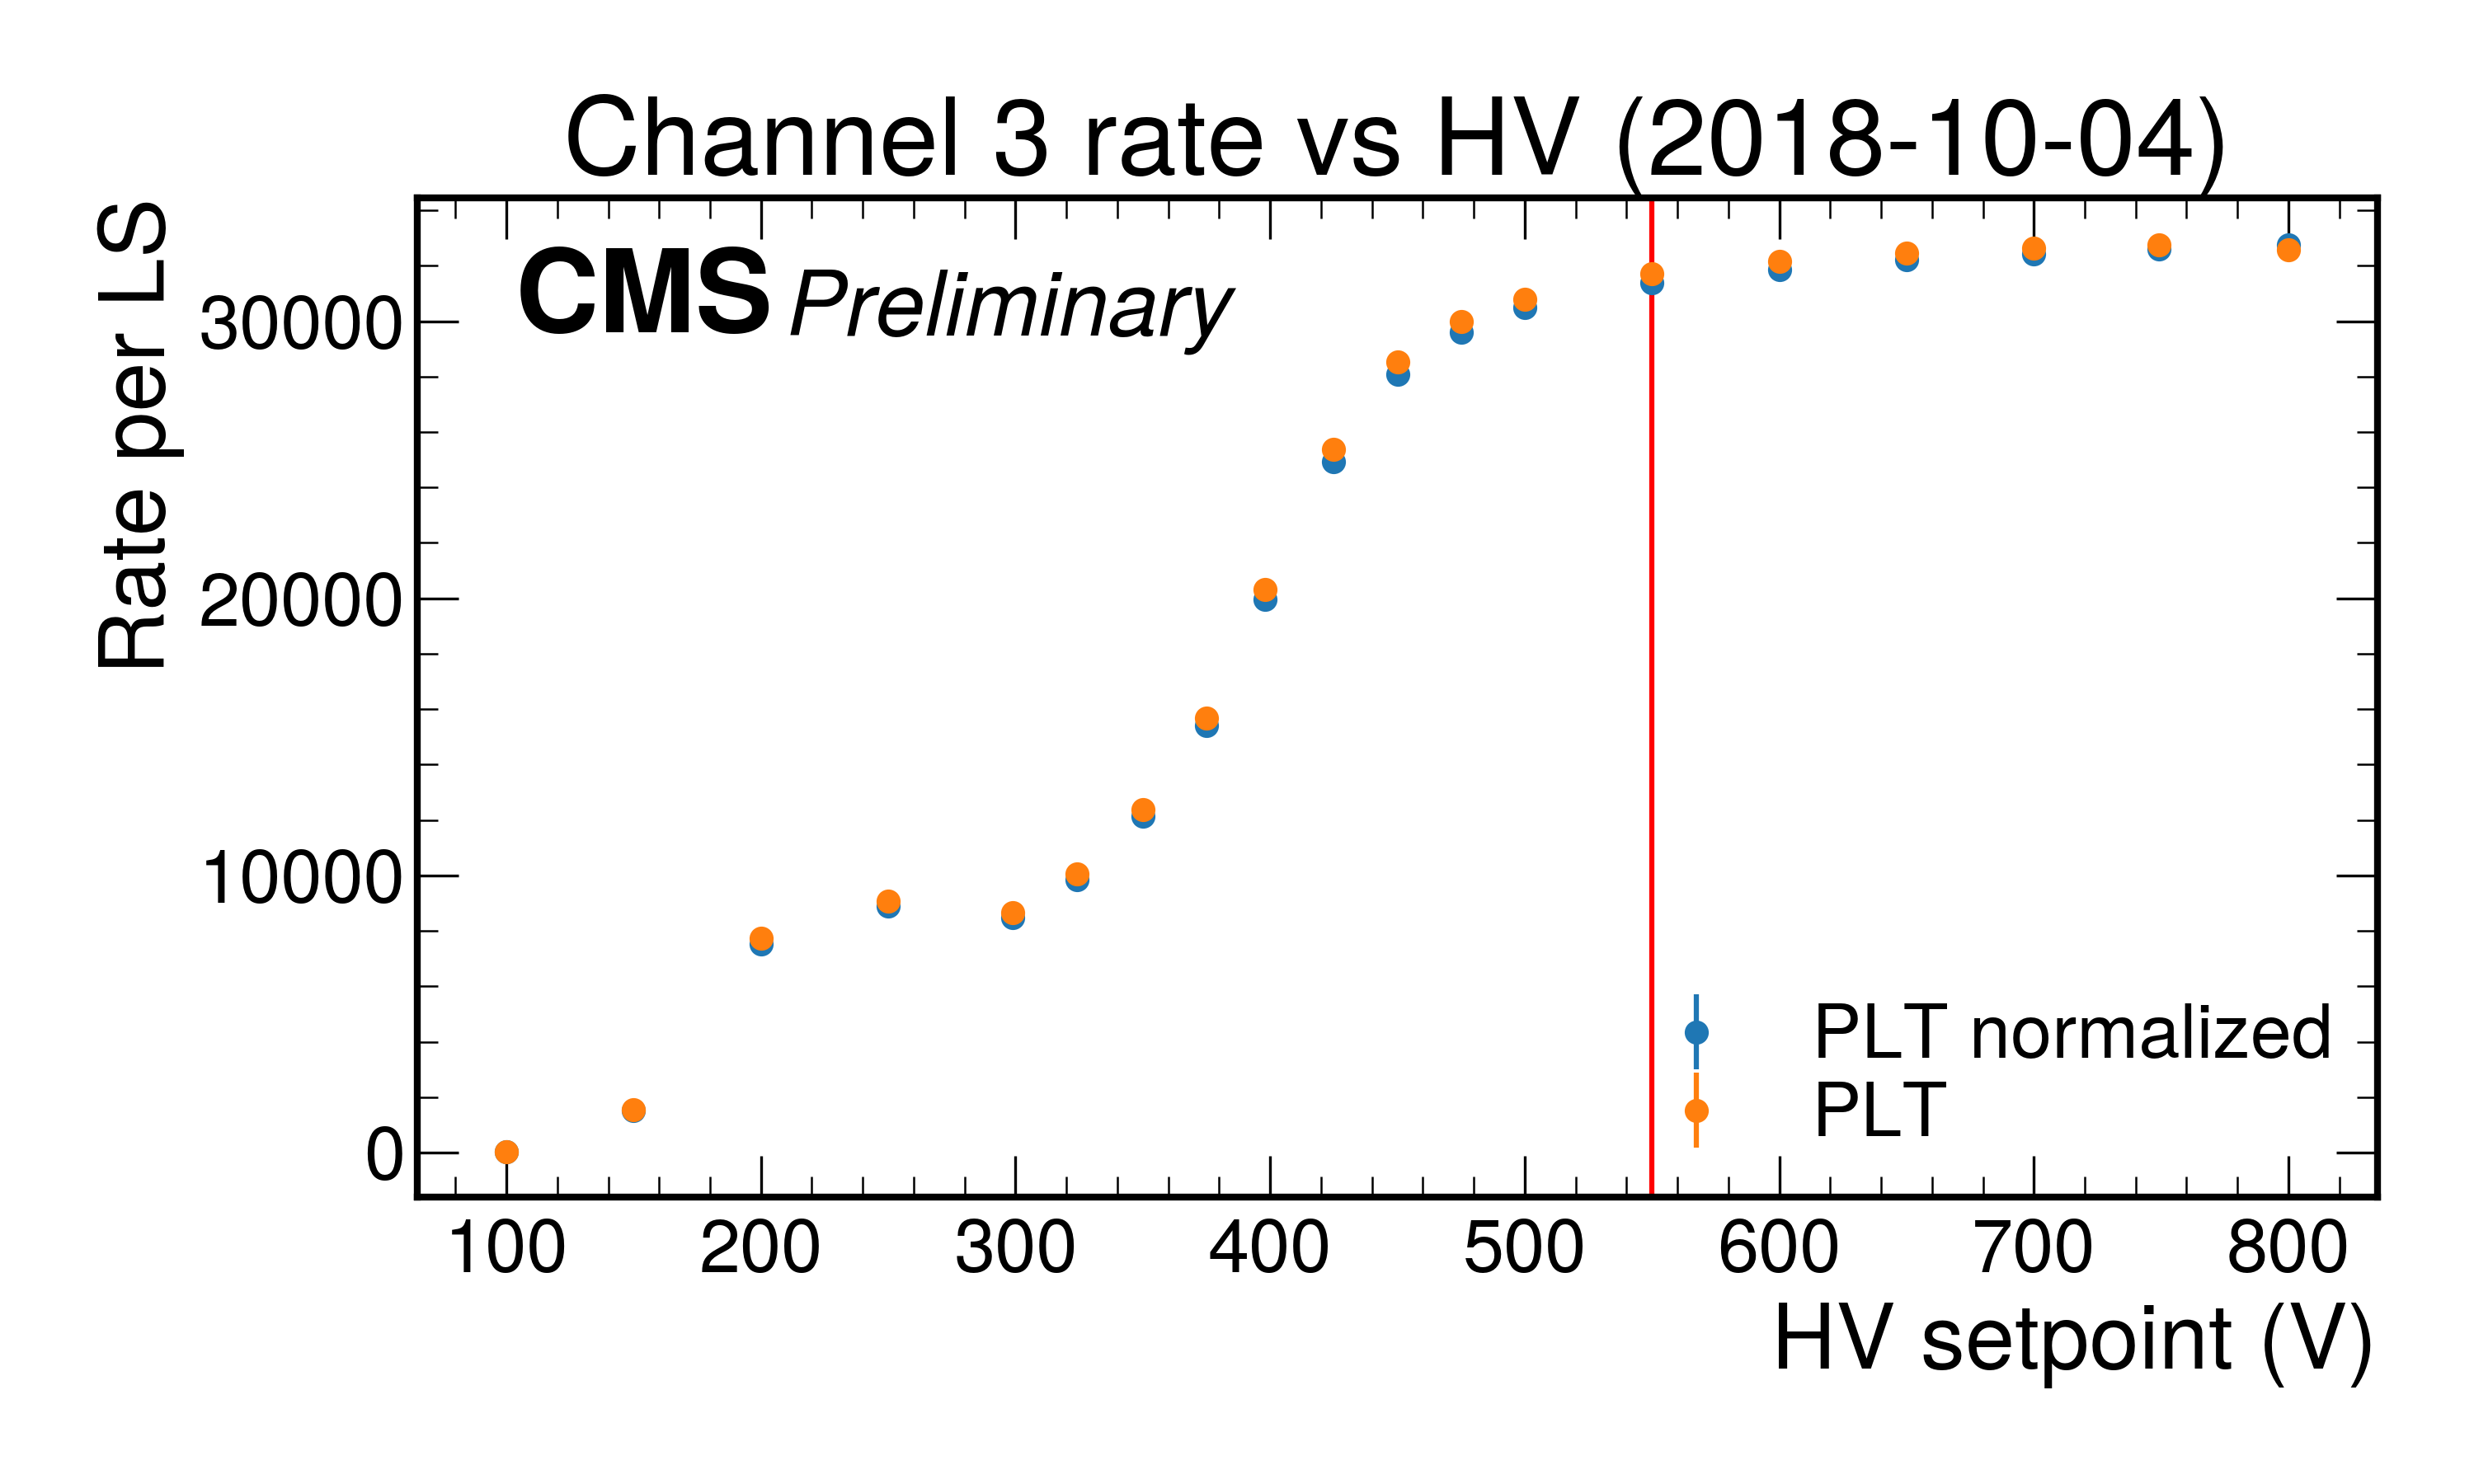 Channel 3 rate vs HV (2018-10-04)
CMS Preliminary
Rate per LS
30000
20000
10000
0
PLT normalized
PLT
100 200 300 400 500 600 700 800
HV setpoint (V)